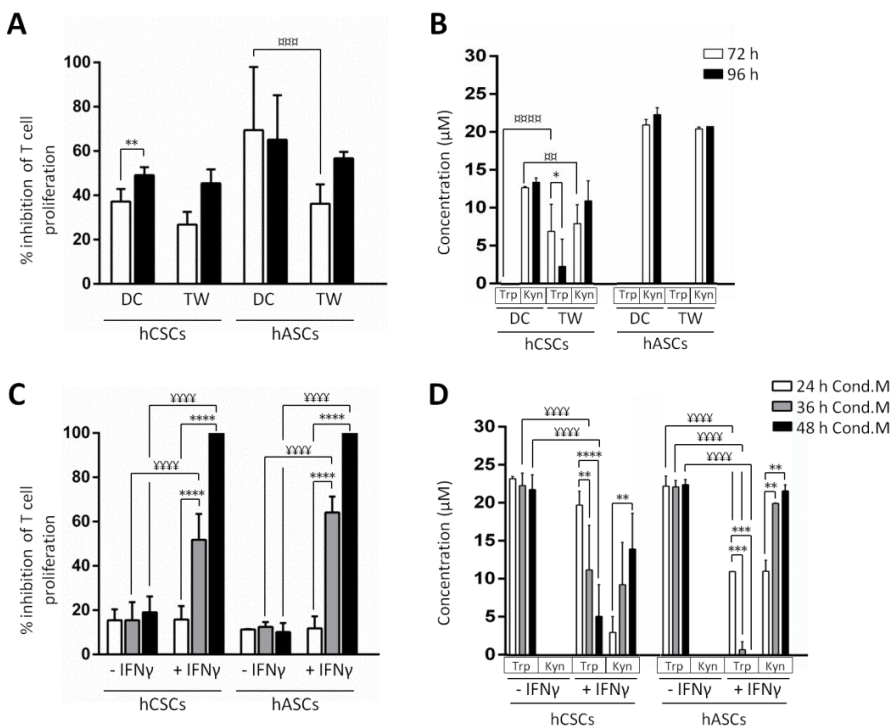 A
% inhibition of T cell
proliferation
100
80
60
40
20
0
**
¤¤¤
DC TW DC TW
hCSCs hASCs
B
Concentration (µM)
30
25
20
15
10
5
0
72 h
96 h
¤¤¤¤
¤¤
*
Trp Kyn Trp Kyn Trp Kyn Trp Kyn
DC TW DC TW
hCSCs hASCs
C
% inhibition of T cell
proliferation
100
80
60
40
20
0
¥¥¥¥ ¥¥¥¥
**** ****
¥¥¥¥ ¥¥¥¥
**** ****
- IFNγ + IFNγ - IFNγ + IFNγ
hCSCs hASCs
D
Concentration (µM)
30
25
20
15
10
5
0
24 h Cond.M
36 h Cond.M
48 h Cond.M
¥¥¥¥ ¥¥¥¥
¥¥¥¥ ¥¥¥¥
**** ¥¥¥¥
** ** ** **
***
***
Trp Kyn Trp Kyn Trp Kyn Trp Kyn
- IFNγ + IFNγ - IFNγ + IFNγ
hCSCs hASCs